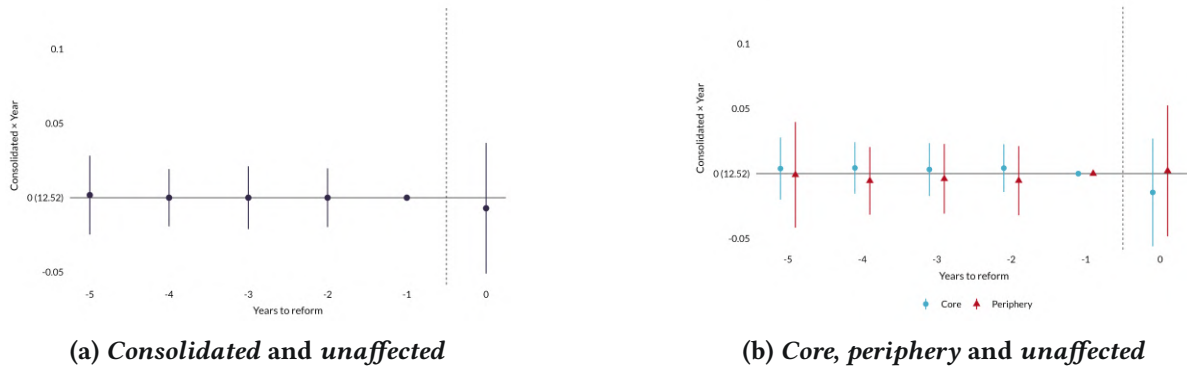 0.1
0.05
0 (12.52)
-0.05
Consolidated × Year
-5 -4 -3 -2 -1 0
Years to reform
(a) Consolidated and unaffected
0.1
0.05
0 (12.52)
-0.05
Consolidated × Year
-5 -4 -3 -2 -1 0
Years to reform
Core Periphery
(b) Core, periphery and unaffected